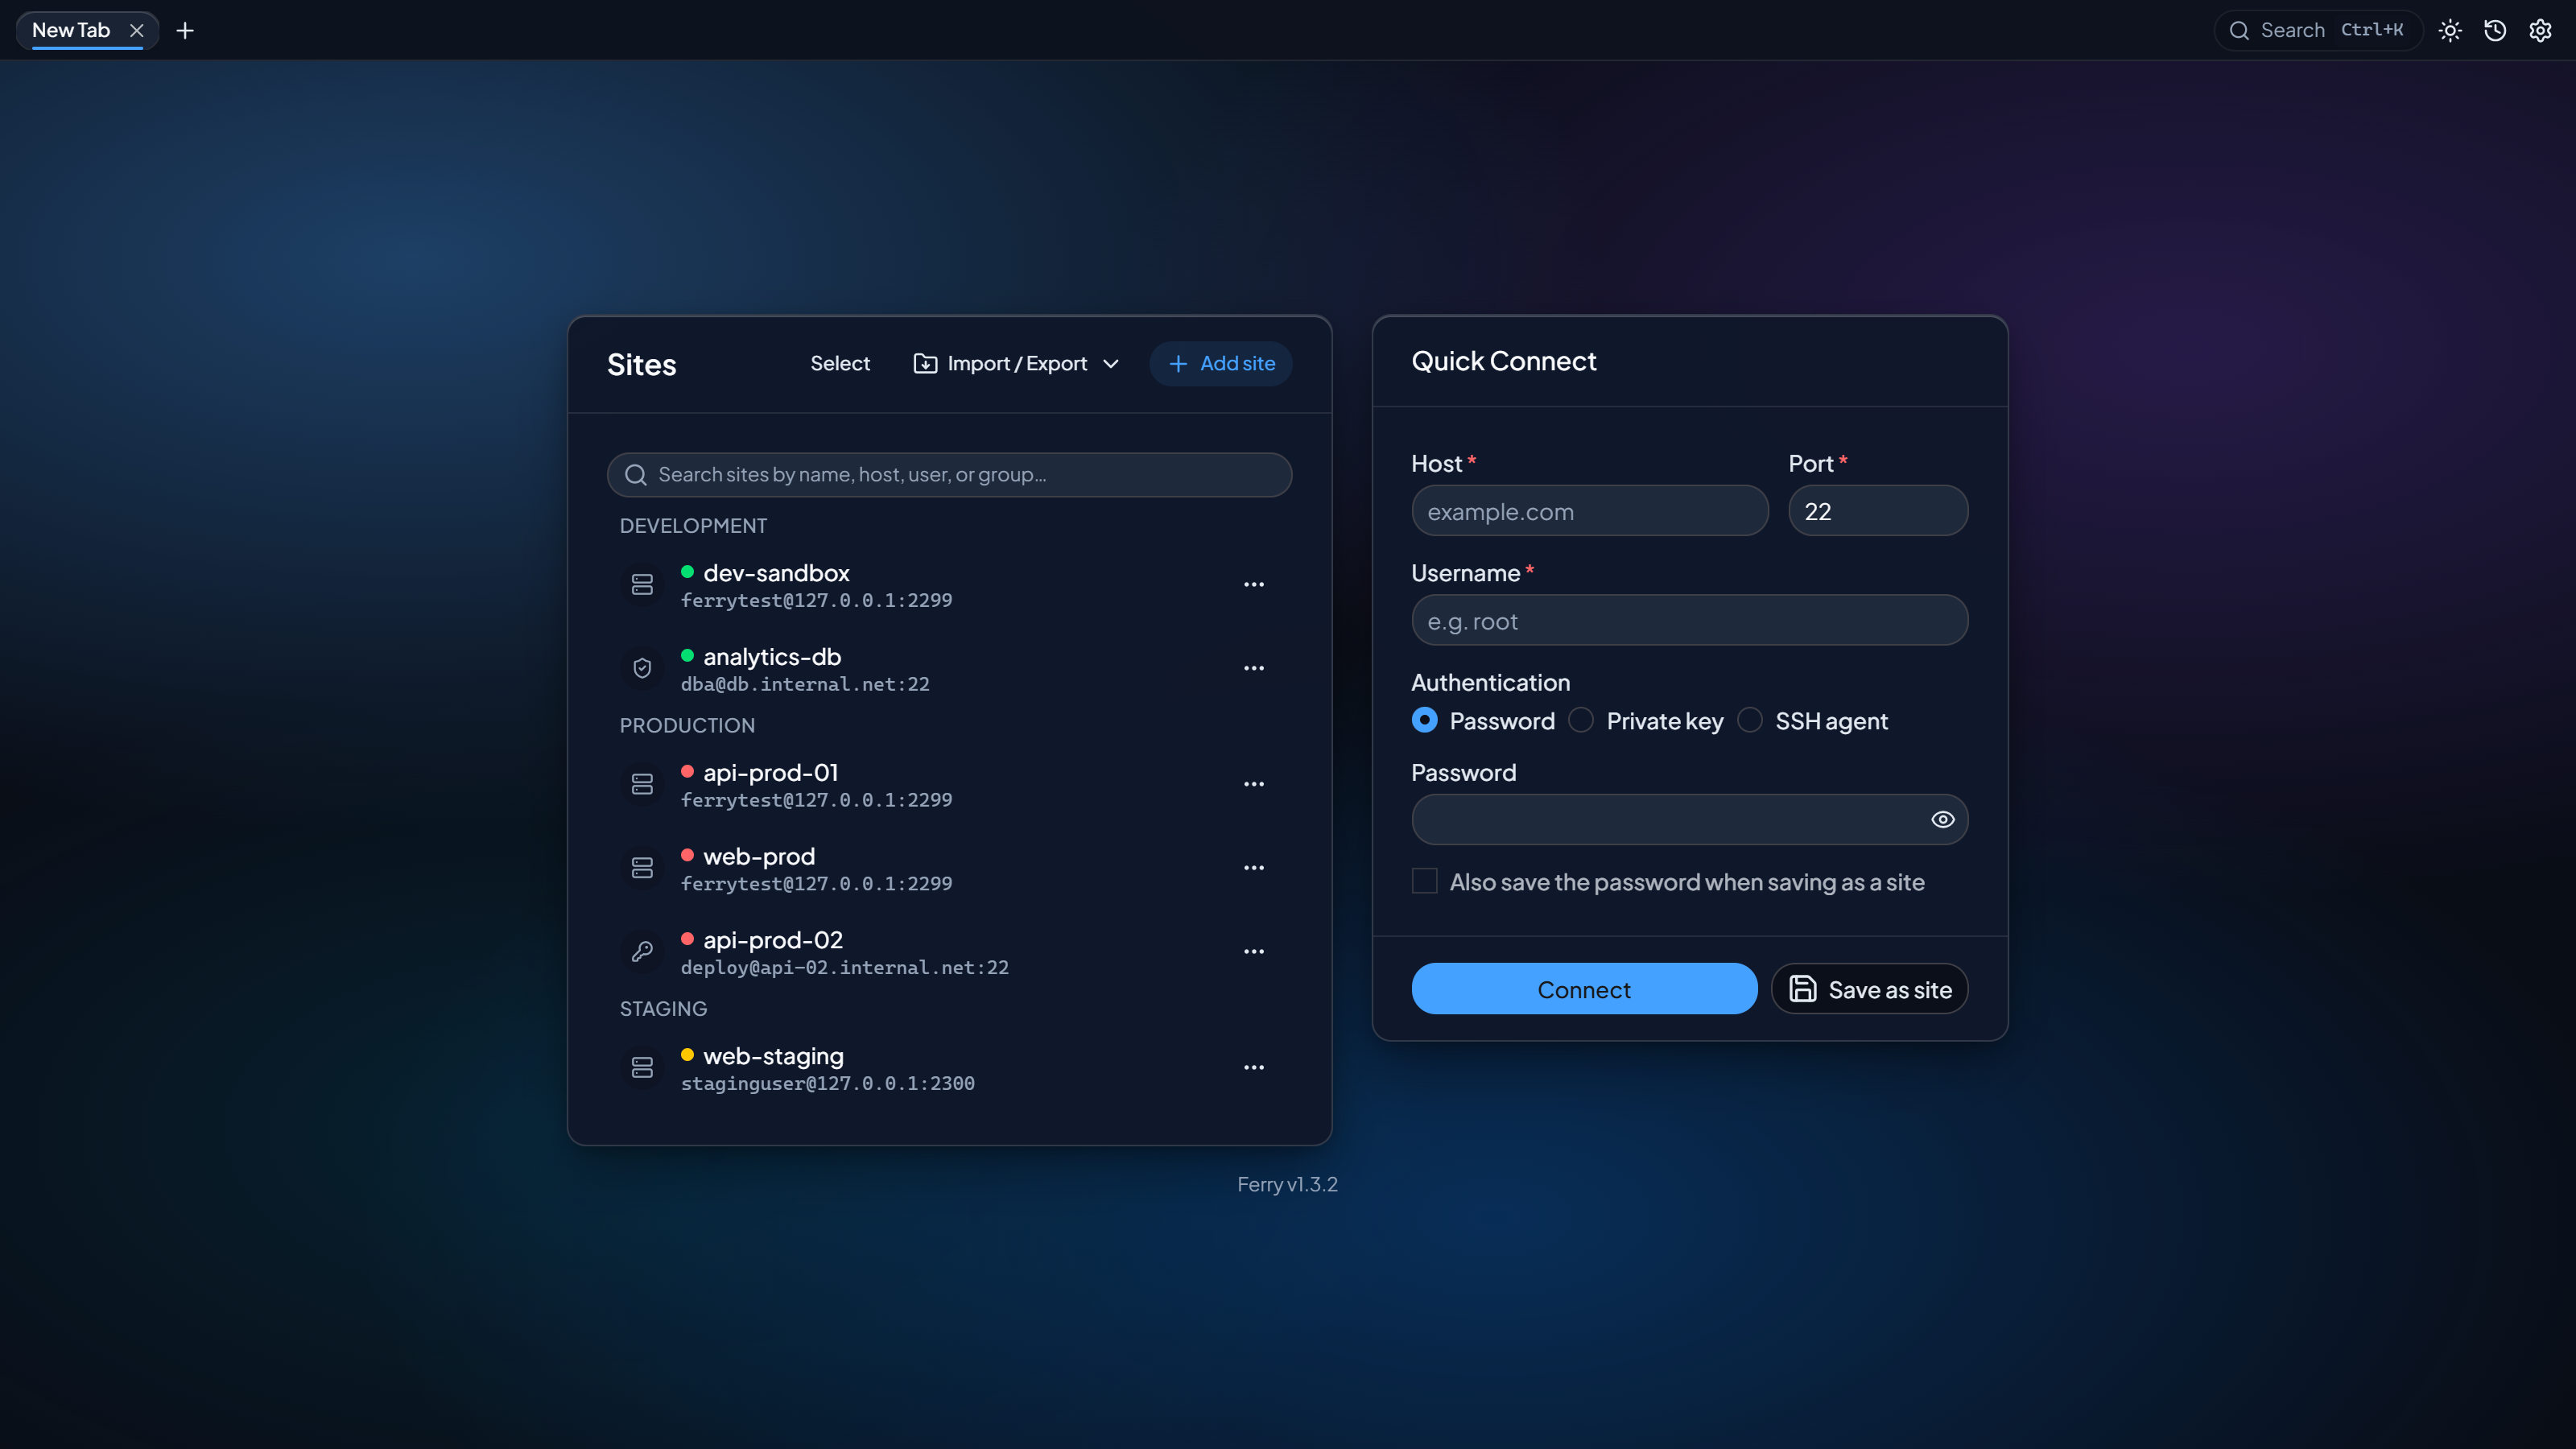 New Tab
Search Ctrl+K
Sites
Select
Import / Export
Add site
Search sites by name, host, user, or group...
DEVELOPMENT
dev-sandbox
ferrytest@127.0.0.1:2299
analytics-db
dba@db.internal.net:22
PRODUCTION
api-prod-01
ferrytest@127.0.0.1:2299
web-prod
ferrytest@127.0.0.1:2299
api-prod-02
deploy@api-02.internal.net:22
STAGING
web-staging
staginguser@127.0.0.1:2300
Quick Connect
Host *
Port *
example.com
22
Username *
e.g. root
Authentication
Password
Private key
SSH agent
Password
Also save the password when saving as a site
Connect
Save as site
Ferry v1.3.2